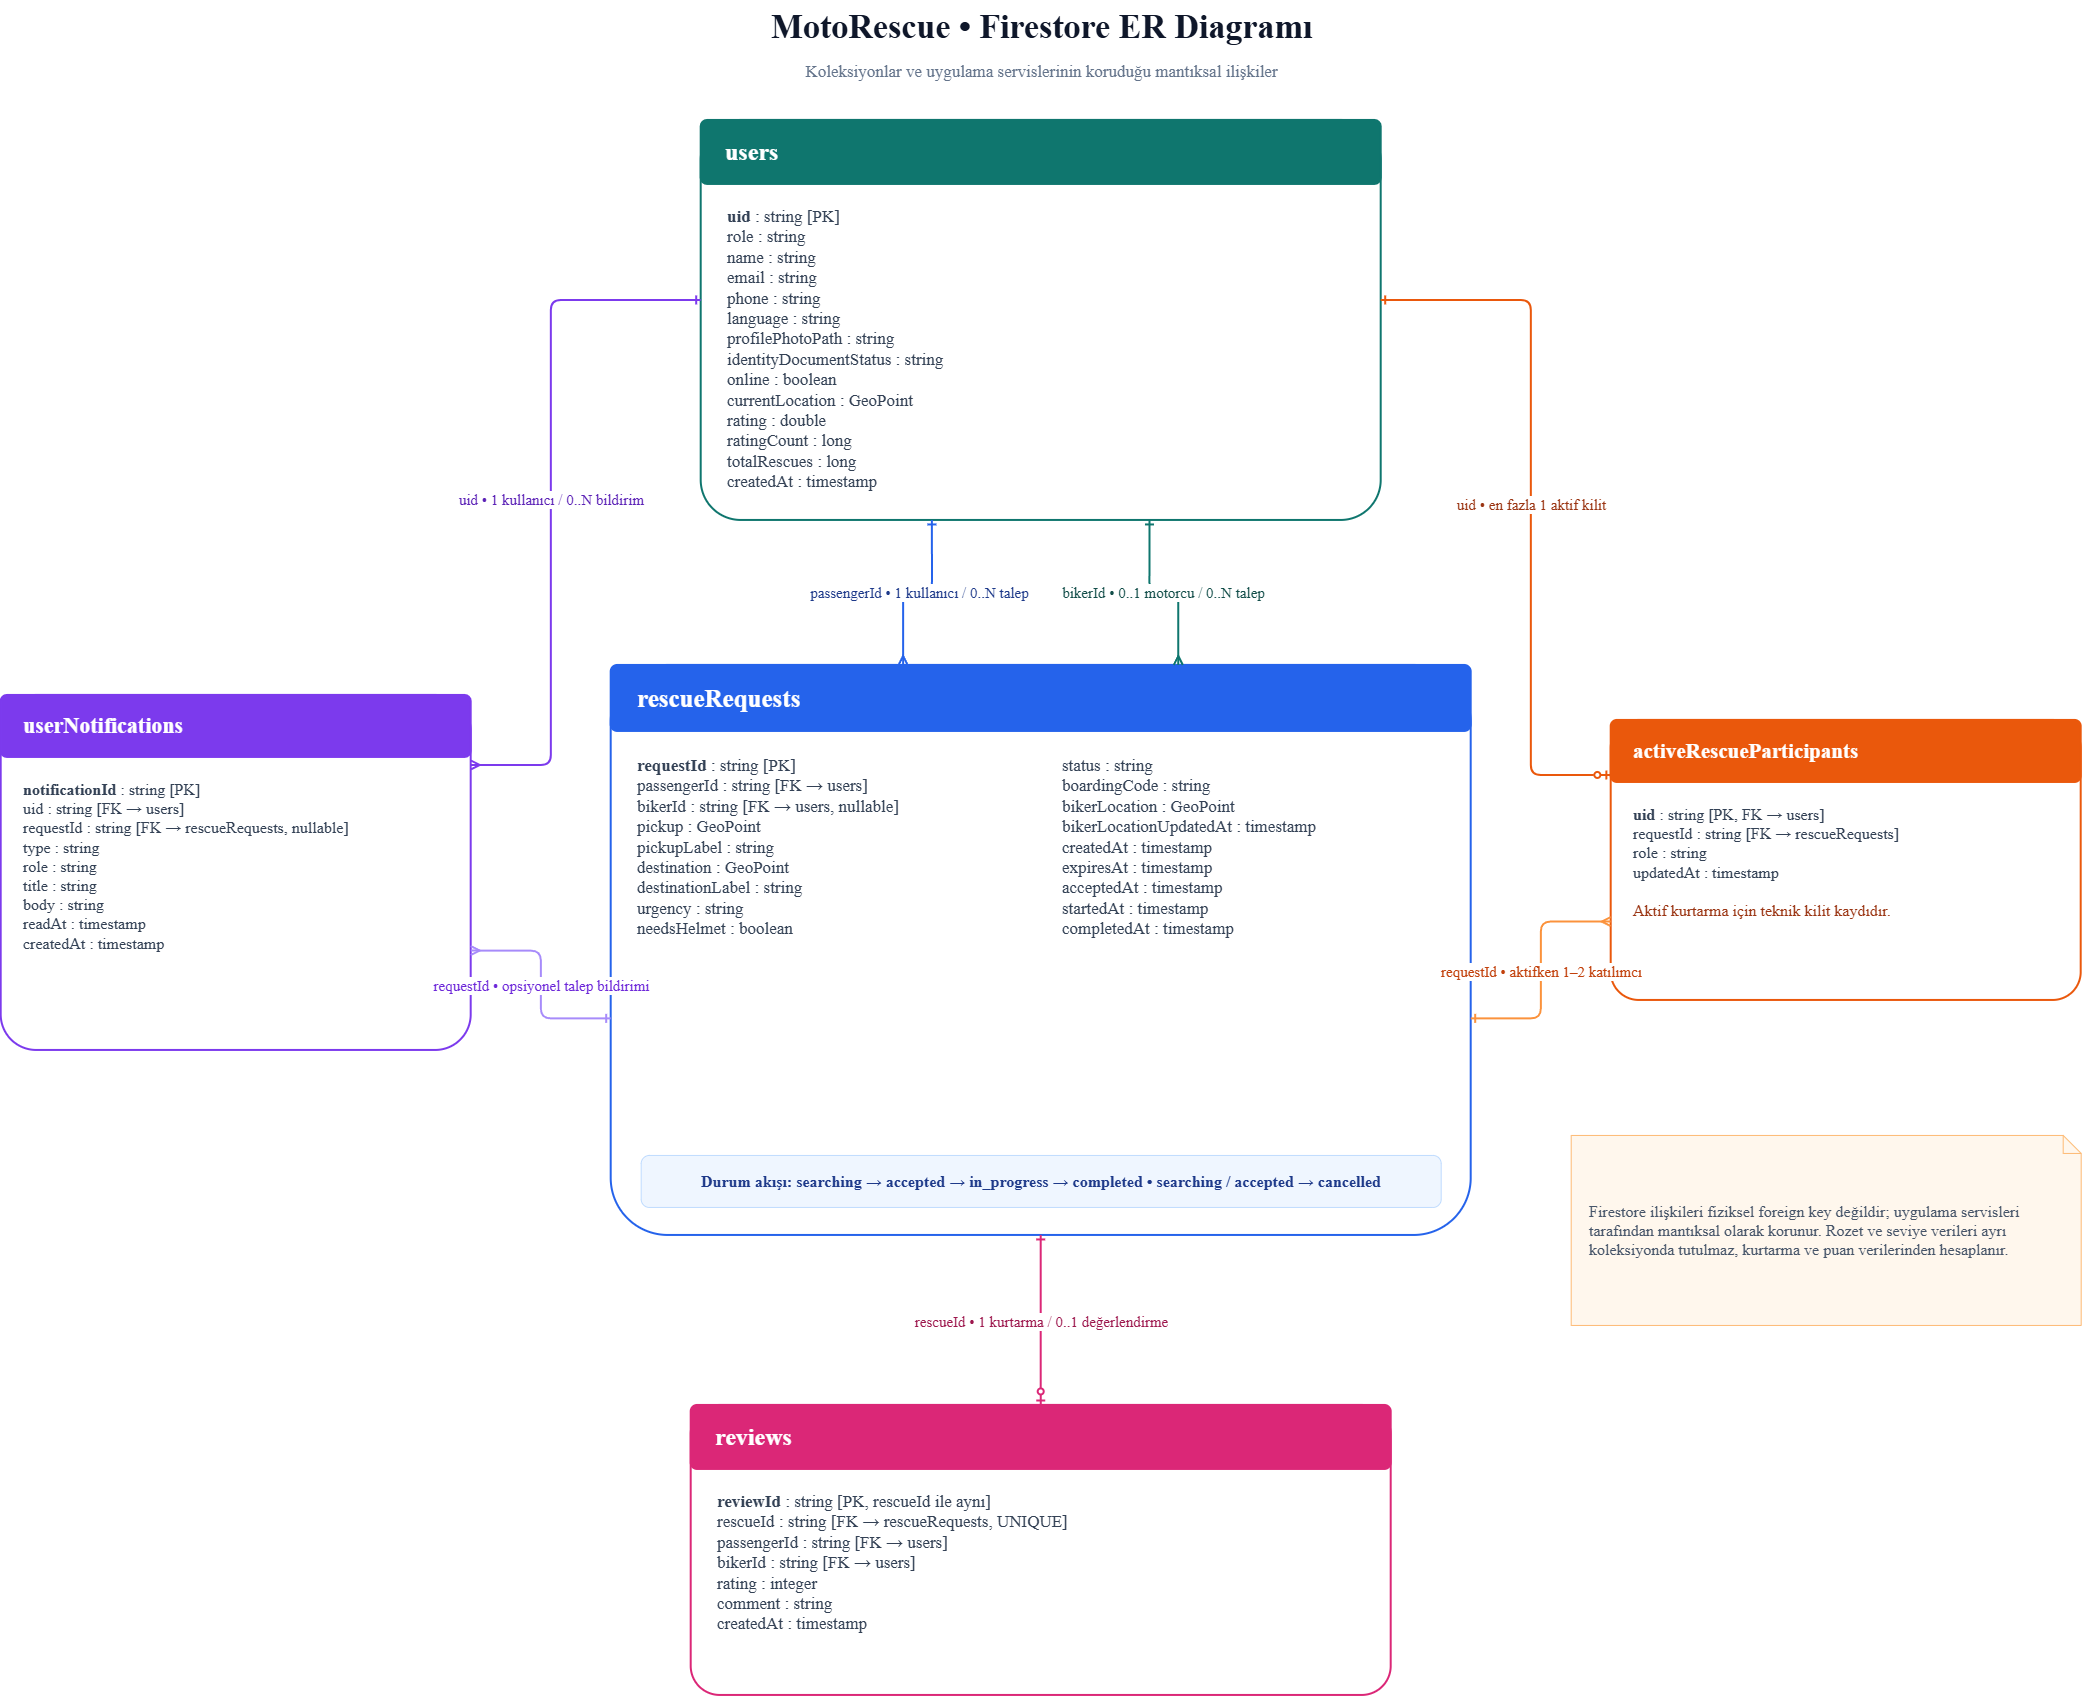 MotoRescue • Firestore ER Diagramı
Koleksiyonlar ve uygulama servislerinin koruduğu mantıksal ilişkiler
users
uid : string [PK]
role : string
name : string
email : string
phone : string
language : string
profilePhotoPath : string
identityDocumentStatus : string
online : boolean
currentLocation : GeoPoint
rating : double
ratingCount : long
totalRescues : long
createdAt : timestamp
uid • 1 kullanıcı / 0..N bildirim
uid • en fazla 1 aktif kilit
passengerId • 1 kullanıcı / 0..N talep
bikerId • 0..1 motorcu / 0..N talep
userNotifications
notificationId : string [PK]
uid : string [FK → users]
requestId : string [FK → rescueRequests, nullable]
type : string
role : string
title : string
body : string
readAt : timestamp
createdAt : timestamp
requestId • opsiyonel talep bildirimi
rescueRequests
requestId : string [PK]
passengerId : string [FK → users]
bikerId : string [FK → users, nullable]
pickup : GeoPoint
pickupLabel : string
destination : GeoPoint
destinationLabel : string
urgency : string
needsHelmet : boolean
status : string
boardingCode : string
bikerLocation : GeoPoint
bikerLocationUpdatedAt : timestamp
createdAt : timestamp
expiresAt : timestamp
acceptedAt : timestamp
startedAt : timestamp
completedAt : timestamp
Durum akışı: searching → accepted → in_progress → completed • searching / accepted → cancelled
activeRescueParticipants
uid : string [PK, FK → users]
requestId : string [FK → rescueRequests]
role : string
updatedAt : timestamp
Aktif kurtarma için teknik kilit kaydıdır.
requestId • aktifken 1–2 katılımcı
Firestore ilişkileri fiziksel foreign key değildir; uygulama servisleri
tarafından mantıksal olarak korunur. Rozet ve seviye verileri ayrı
koleksiyonda tutulmaz, kurtarma ve puan verilerinden hesaplanır.
rescueId • 1 kurtarma / 0..1 değerlendirme
reviews
reviewId : string [PK, rescueId ile aynı]
rescueId : string [FK → rescueRequests, UNIQUE]
passengerId : string [FK → users]
bikerId : string [FK → users]
rating : integer
comment : string
createdAt : timestamp